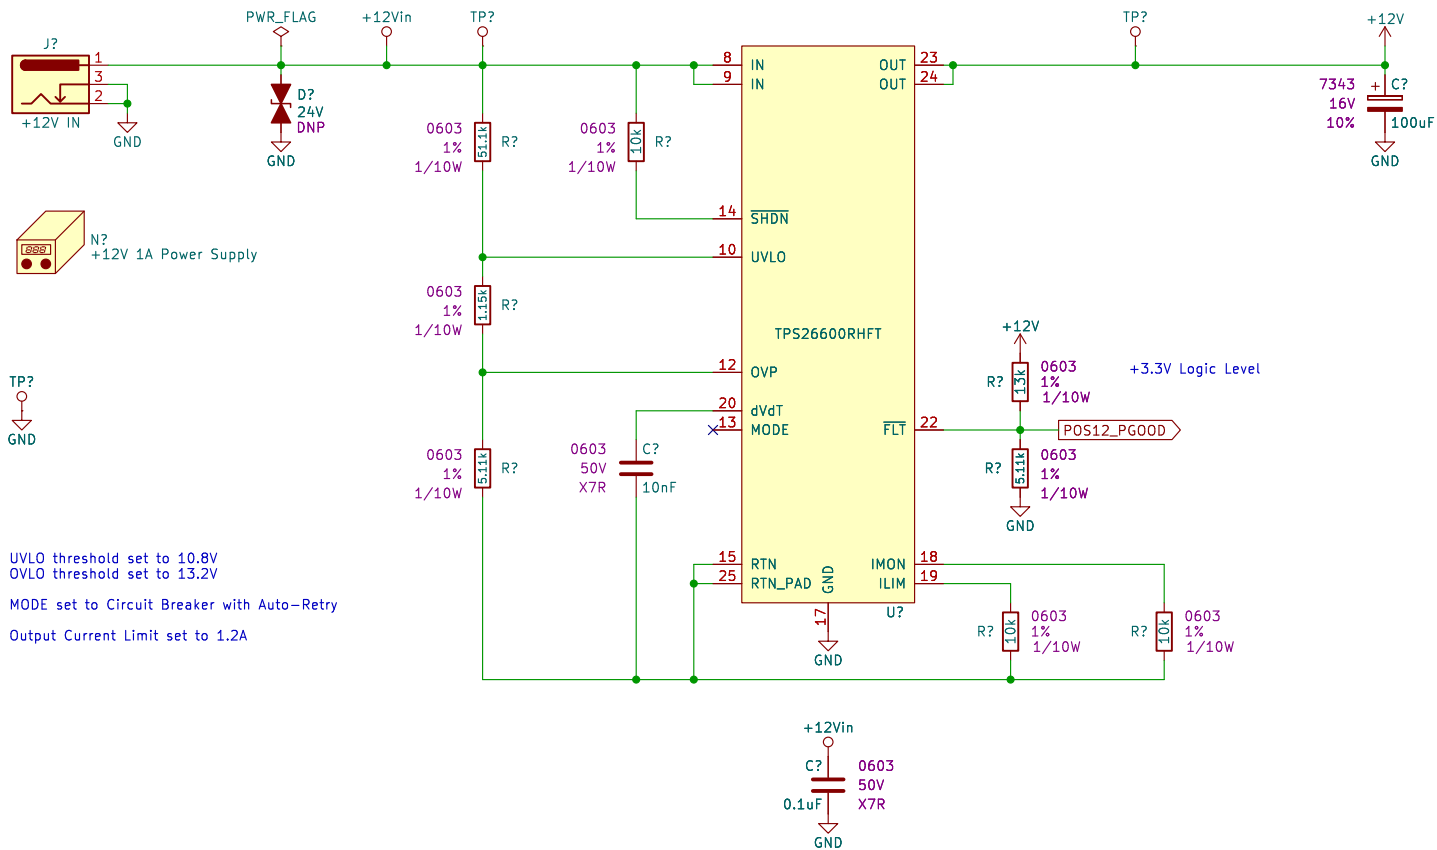 PWR_FLAG
+12Vin
TP?
TP?
+12V
J?
1
3
2
+12V IN
GND
D?
24V
DNP
GND
0603
1%
1/10W
51.1k
R?
0603
1%
1/10W
10k
R?
8 IN
9 IN
14 SHDN
10 UVLO
12 OVP
20 dVdT
13 MODE
15 RTN
25 RTN_PAD
TPS26600RHFT
OUT 23
OUT 24
FLT 22
IMON 18
ILIM 19
GND
17
U?
GND
7343
16V
10%
C?
100uF
GND
N?
+12V 1A Power Supply
0603
1%
1/10W
1.15k
R?
TP?
GND
0603
1%
1/10W
5.11k
R?
0603
50V
X7R
C?
10nF
+12V
R?
13k
0603
1%
1/10W
+3.3V Logic Level
POS12_PGOOD
R?
5.11k
0603
1%
1/10W
GND
UVLO threshold set to 10.8V
OVLO threshold set to 13.2V
MODE set to Circuit Breaker with Auto-Retry
Output Current Limit set to 1.2A
R?
10k
0603
1%
1/10W
R?
10k
0603
1%
1/10W
+12Vin
C?
0.1uF
0603
50V
X7R
GND